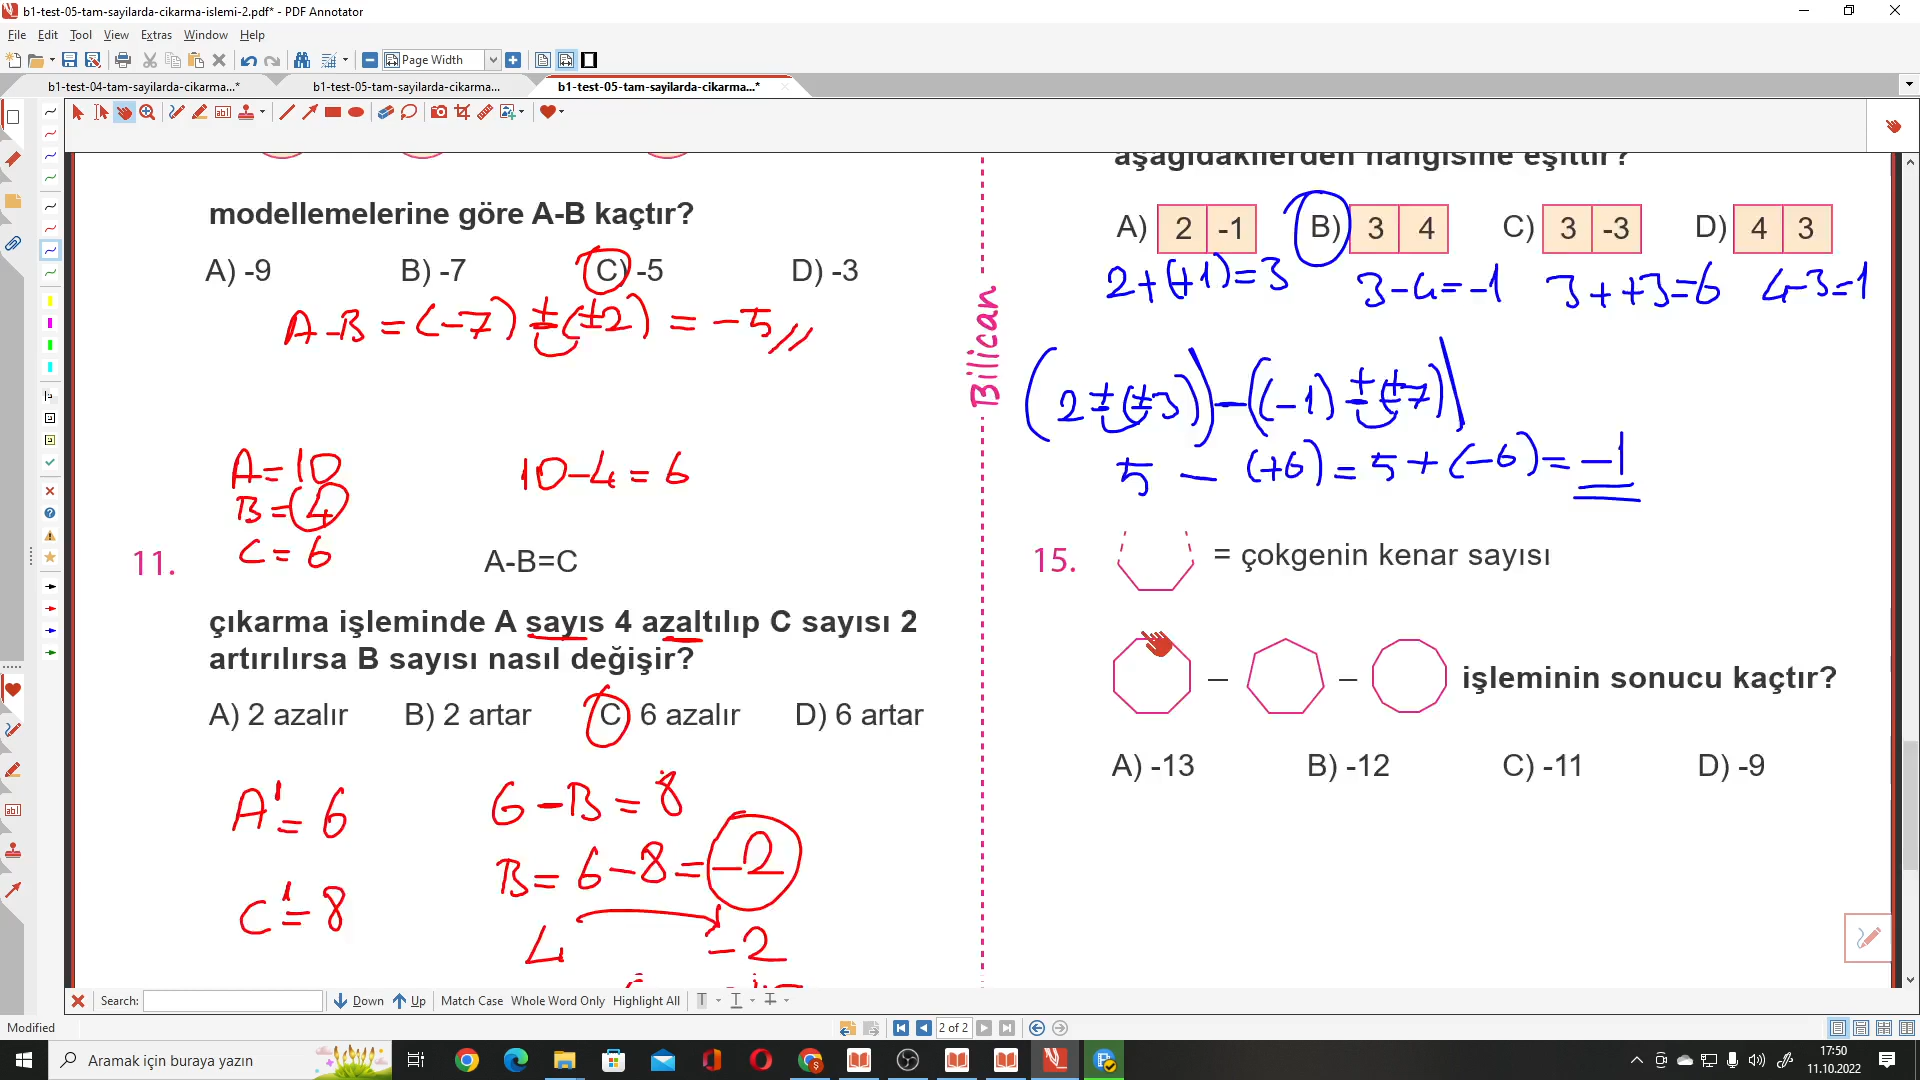 b1-test-05-tam-sayilarda-cikarma-islemi-2.pdf* - PDF Annotator
File Edit Tool View Extras Window Help
Page Width
b1-test-04-tam-sayilarda-cikarma...*
b1-test-05-tam-sayilarda-cikarma...
b1-test-05-tam-sayilarda-cikarma...*
modellemelerine göre A-B kaçtır?
A) -9 B) -7 C) -5 D) -3
A-B = (-7) ± (±2) = -5
A=10
B=4
C=6
10-4=6
11. A-B=C
çıkarma işleminde A sayıs 4 azaltılıp C sayısı 2
artırılırsa B sayısı nasıl değişir?
A) 2 azalır B) 2 artar C) 6 azalır D) 6 artar
A'=6
C'=8
6-B=8
B=6-8=-2
4 -2
Bilican
aşağıdakilerden hangisine eşittir?
A) 2 -1 B) 3 4 C) 3 -3 D) 4 3
2+(+1)=3 3-4=-1 3++3=6 4-3=1
(2±(±3))-((-1)±(±7))
5 - (+6) = 5+(-6) = -1
15. = çokgenin kenar sayısı
– – işleminin sonucu kaçtır?
A) -13 B) -12 C) -11 D) -9
Search: Down Up Match Case Whole Word Only Highlight All
Modified
2 of 2
Aramak için buraya yazın
17:50
11.10.2022